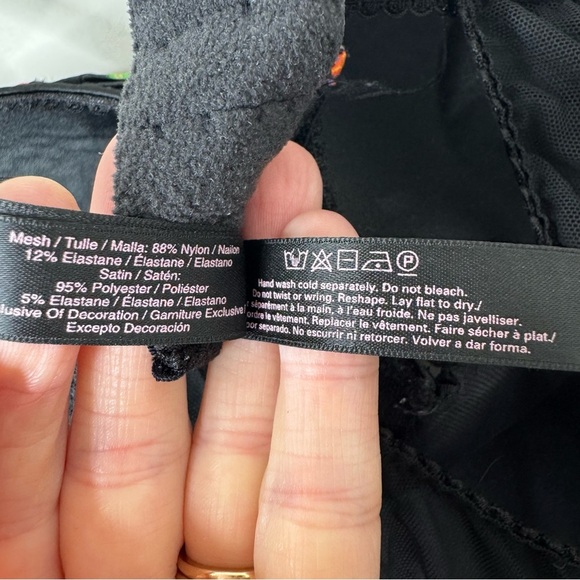 Mesh / Tulle / Malla: 88% Nylon / Nailon
12% Elastane / Élastane / Elastano
Satin / Satén:
95% Polyester / Poliéster
5% Elastane / Élastane / Elastano
Of Decoration / Garniture Exclusive
Excepto Decoración
P
Hand wash cold separately. Do not bleach.
Do not twist or wring. Reshape. Lay flat to dry./
séparément à la main, à l'eau froide. Ne pas javelliser.
Replacer le vêtement. Faire sécher à plat./
por separado. No escurrir ni retorcer. Volver a dar forma.